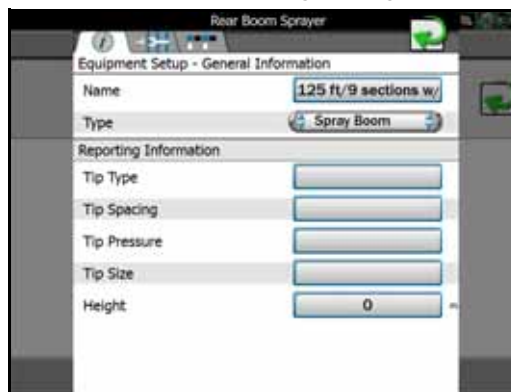 Rear Boom Sprayer
Equipment Setup - General Information
Name 125 ft/9 sections w/
Type Spray Boom
Reporting Information
Tip Type
Tip Spacing
Tip Pressure
Tip Size
Height 0